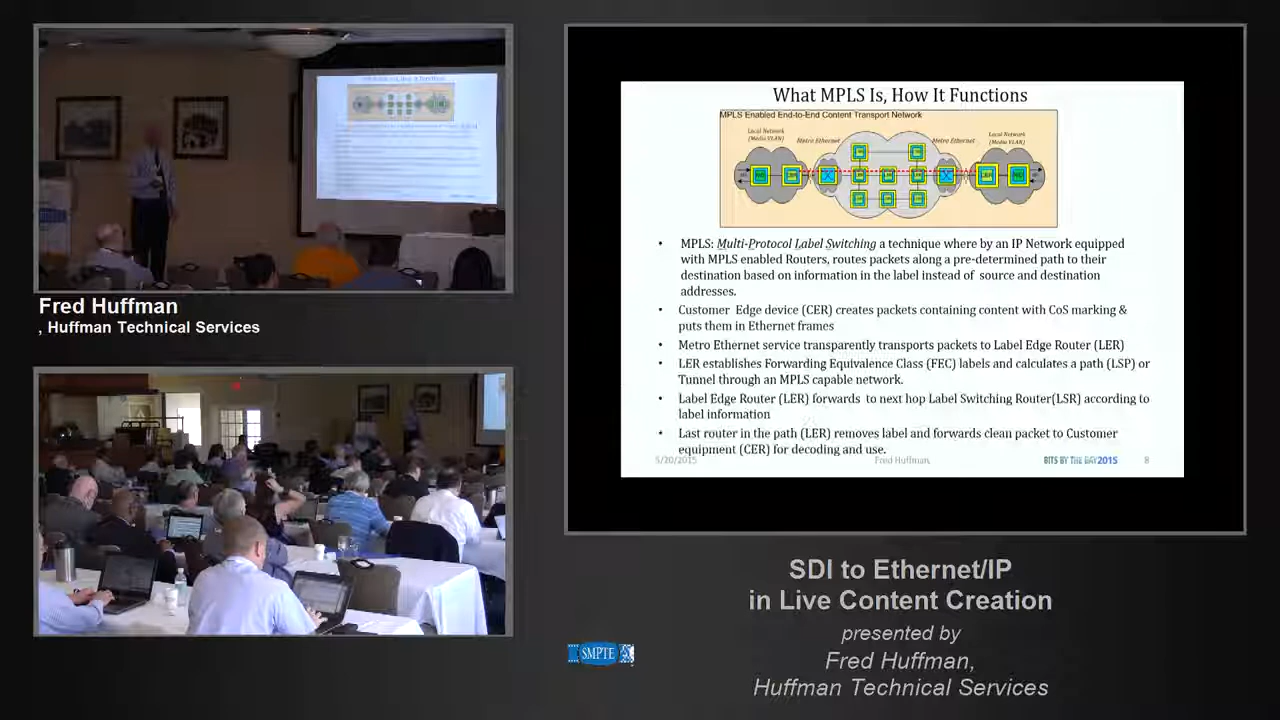 Fred Huffman
, Huffman Technical Services
What MPLS Is, How It Functions
MPLS Enabled End-to-End Content Transport Network
Local Network
(Media VLAN)
Metro Ethernet
Metro Ethernet
Local Network
(Media VLAN)
• MPLS: Multi-Protocol Label Switching a technique where by an IP Network equipped
with MPLS enabled Routers, routes packets along a pre-determined path to their
destination based on information in the label instead of source and destination
addresses.
• Customer Edge device (CER) creates packets containing content with CoS marking &
puts them in Ethernet frames
• Metro Ethernet service transparently transports packets to Label Edge Router (LER)
• LER establishes Forwarding Equivalence Class (FEC) labels and calculates a path (LSP) or
Tunnel through an MPLS capable network.
• Label Edge Router (LER) forwards to next hop Label Switching Router(LSR) according to
label information
• Last router in the path (LER) removes label and forwards clean packet to Customer
equipment (CER) for decoding and use.
5/20/2015 Fred Huffman, BITS BY THE BAY2015 8
SDI to Ethernet/IP
in Live Content Creation
presented by
Fred Huffman,
Huffman Technical Services
SMPTE